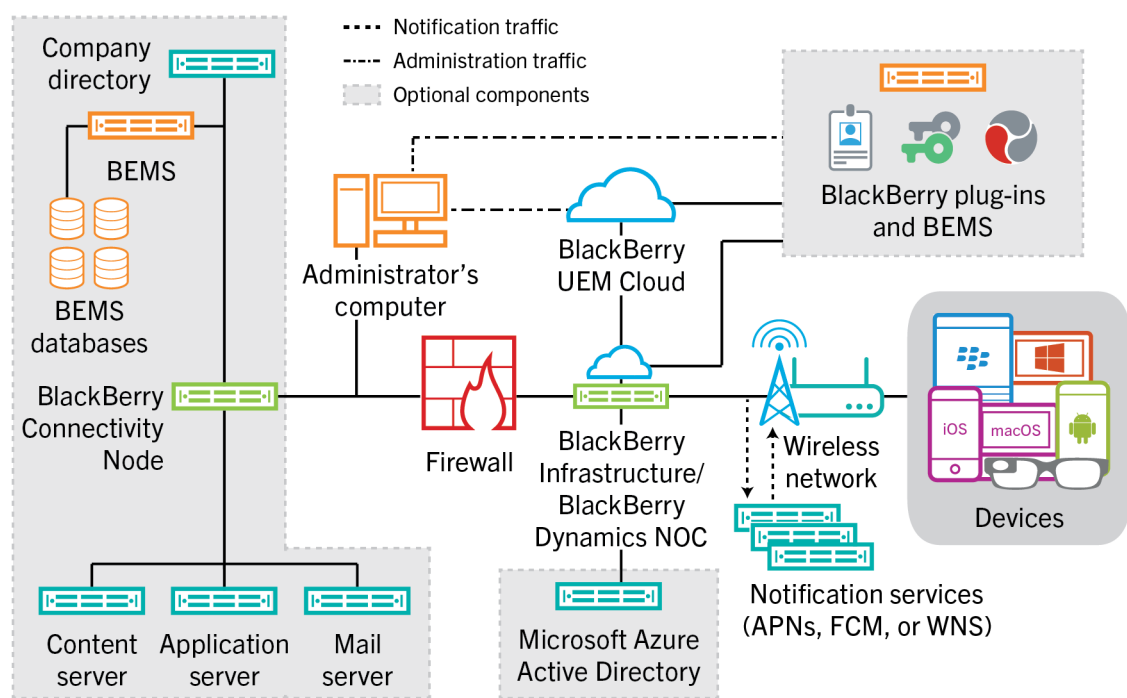 Notification traffic
Administration traffic
Optional components
Company
directory
BEMS
BEMS
databases
BlackBerry
Connectivity
Node
Content
server
Application
server
Mail
server
Administrator's
computer
Firewall
BlackBerry
UEM Cloud
BlackBerry
Infrastructure/
BlackBerry
Dynamics NOC
Microsoft Azure
Active Directory
BlackBerry plug-ins
and BEMS
Wireless
network
Notification services
(APNs, FCM, or WNS)
iOS
macOS
Devices